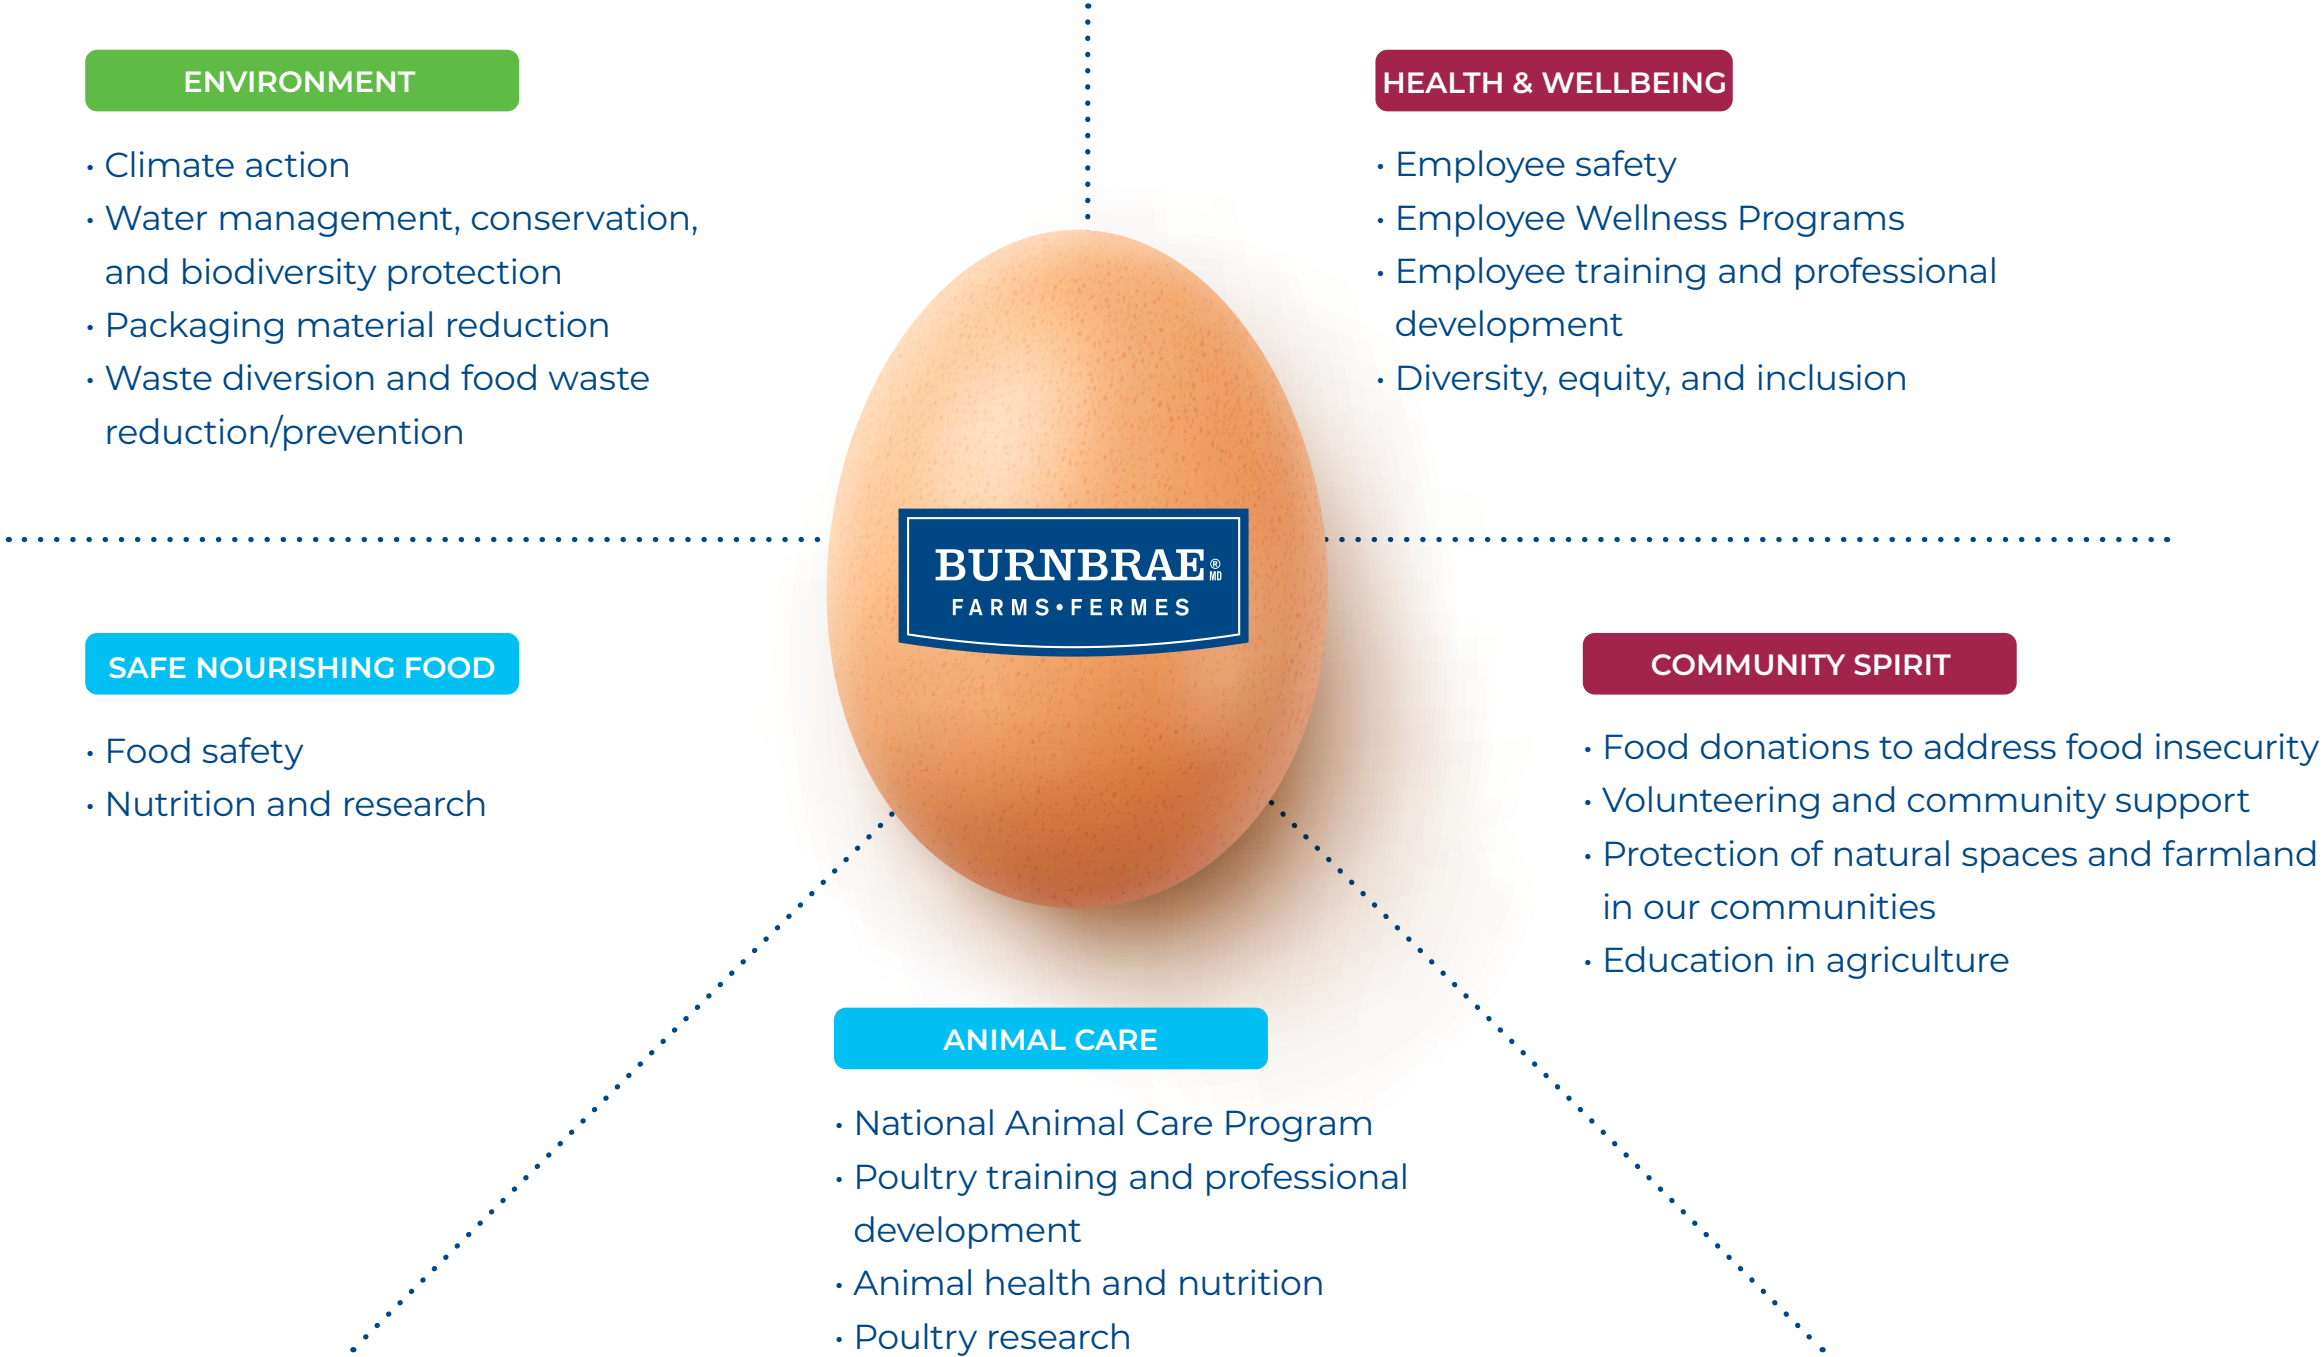 ENVIRONMENT
· Climate action
· Water management, conservation,
and biodiversity protection
· Packaging material reduction
· Waste diversion and food waste
reduction/prevention
HEALTH & WELLBEING
· Employee safety
· Employee Wellness Programs
· Employee training and professional
development
· Diversity, equity, and inclusion
BURNBRAE® MD
FARMS•FERMES
SAFE NOURISHING FOOD
· Food safety
· Nutrition and research
COMMUNITY SPIRIT
· Food donations to address food insecurity
· Volunteering and community support
· Protection of natural spaces and farmland
in our communities
· Education in agriculture
ANIMAL CARE
· National Animal Care Program
· Poultry training and professional
development
· Animal health and nutrition
· Poultry research